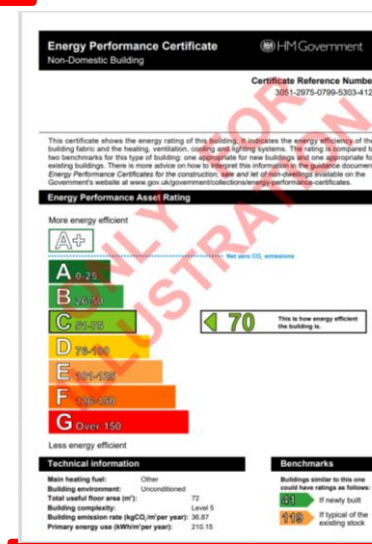 Energy Performance Certificate
HM Government
Non-Domestic Building
Certificate Reference Numbe
3051-2975-0799-5303-412
This certificate shows the energy rating of this building. It indicates the energy efficiency of the
building fabric and the heating, ventilation, cooling and lighting systems. The rating is compared to
two benchmarks for this type of building: one appropriate for new buildings and one appropriate for
existing buildings. There is more advice on how to interpret this information in the guidance document
Energy Performance Certificates for the construction, sale and let of non-dwellings available on the
Government's website at www.gov.uk/government/collections/energy-performance-certificates.
Energy Performance Asset Rating
More energy efficient
A+
Net zero CO₂ emissions
A 0-25
B 26-50
C 51-75
70
This is how energy efficient
the building is.
D 76-100
E 101-125
F 126-150
G Over 150
Less energy efficient
ONLY FOR
ILLUSTRATION
Technical information
Main heating fuel: Other
Building environment: Unconditioned
Total useful floor area (m²): 72
Building complexity: Level 5
Building emission rate (kgCO₂/m²per year): 36.87
Primary energy use (kWh/m²per year): 210.15
Benchmarks
Buildings similar to this one
could have ratings as follows:
41 If newly built
119 If typical of the
existing stock